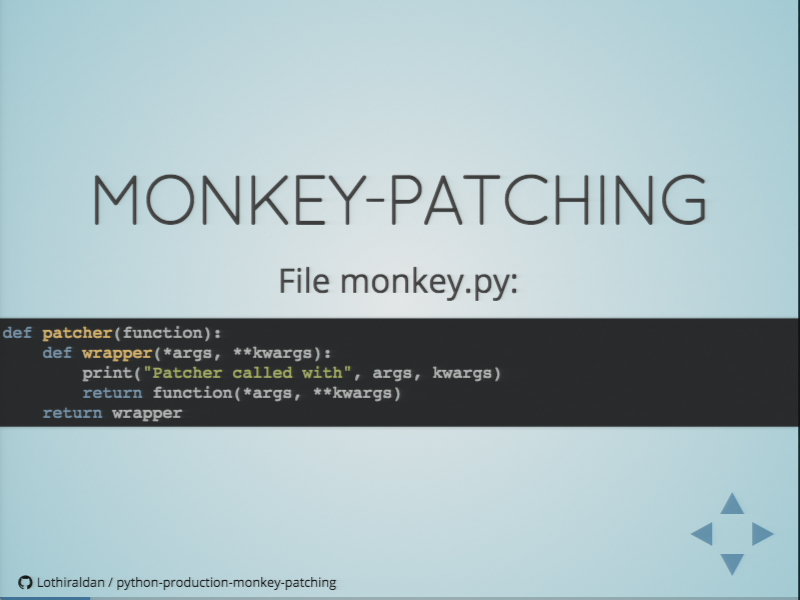 MONKEY-PATCHING
File monkey.py:
def patcher(function):
    def wrapper(*args, **kwargs):
        print("Patcher called with", args, kwargs)
        return function(*args, **kwargs)
    return wrapper
Lothiraldan / python-production-monkey-patching